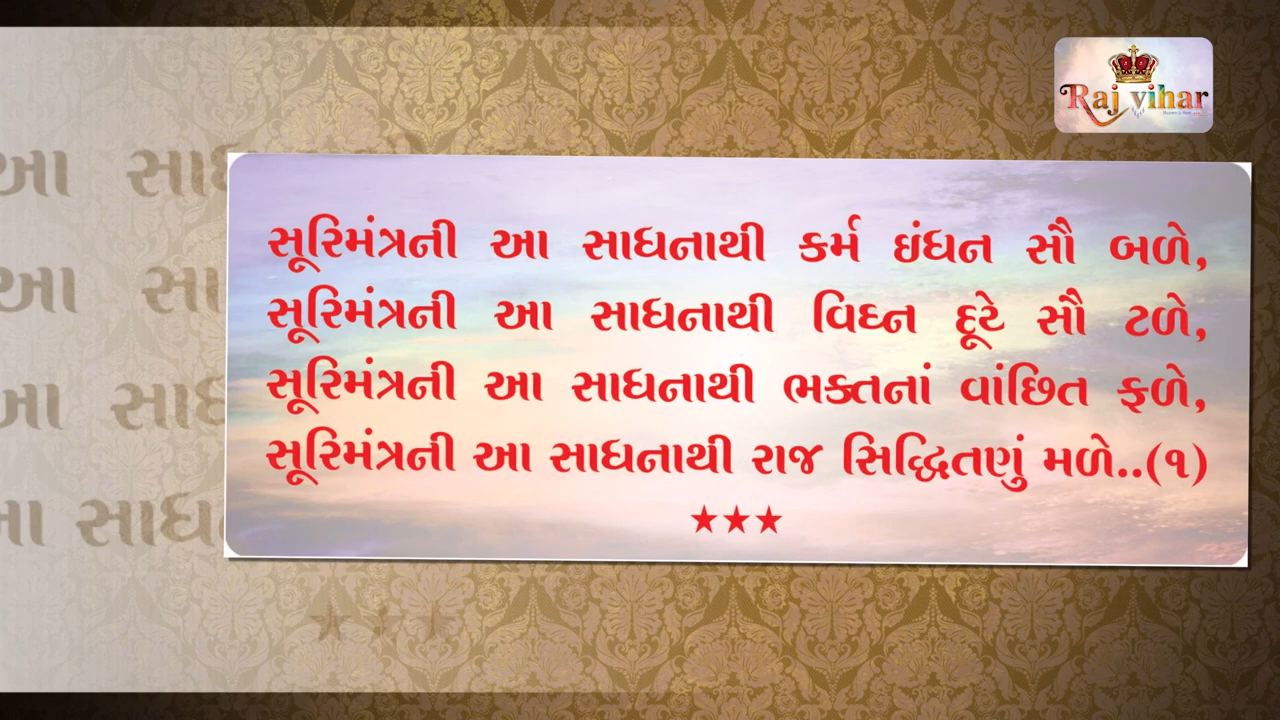 Raj vihar
સૂરિમંત્રની આ સાધનાથી કર્મ ઇંધન સૌ બળે,
સૂરિમંત્રની આ સાધનાથી વિઘ્ન દૂટે સૌ ટળે,
સૂરિમંત્રની આ સાધનાથી ભક્તનાં વાંછિત ફળે,
સૂરિમંત્રની આ સાધનાથી રાજ સિદ્ધિતણું મળે..(૧)
★★★
આ સાધ
આ સા
આ સાધ
આ સાધન